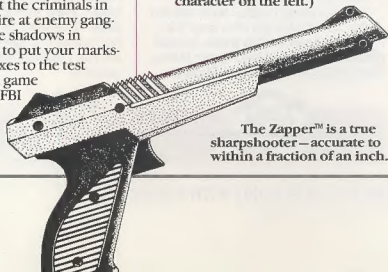 t the criminals in
ire at enemy gang-
e shadows in
to put your marks-
xes to the test
game
FBI
character on the left.)
The Zapper™ is a true
sharpshooter—accurate to
within a fraction of an inch.